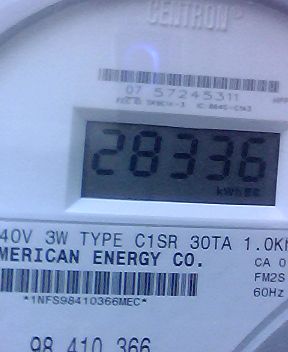 CENTRON
07 57245311
28336
40V 3W TYPE C1SR 30TA 1.0K
MERICAN ENERGY CO.
CA 0
FM2S
60Hz
*1NFS98410366MEC*
98 410 366